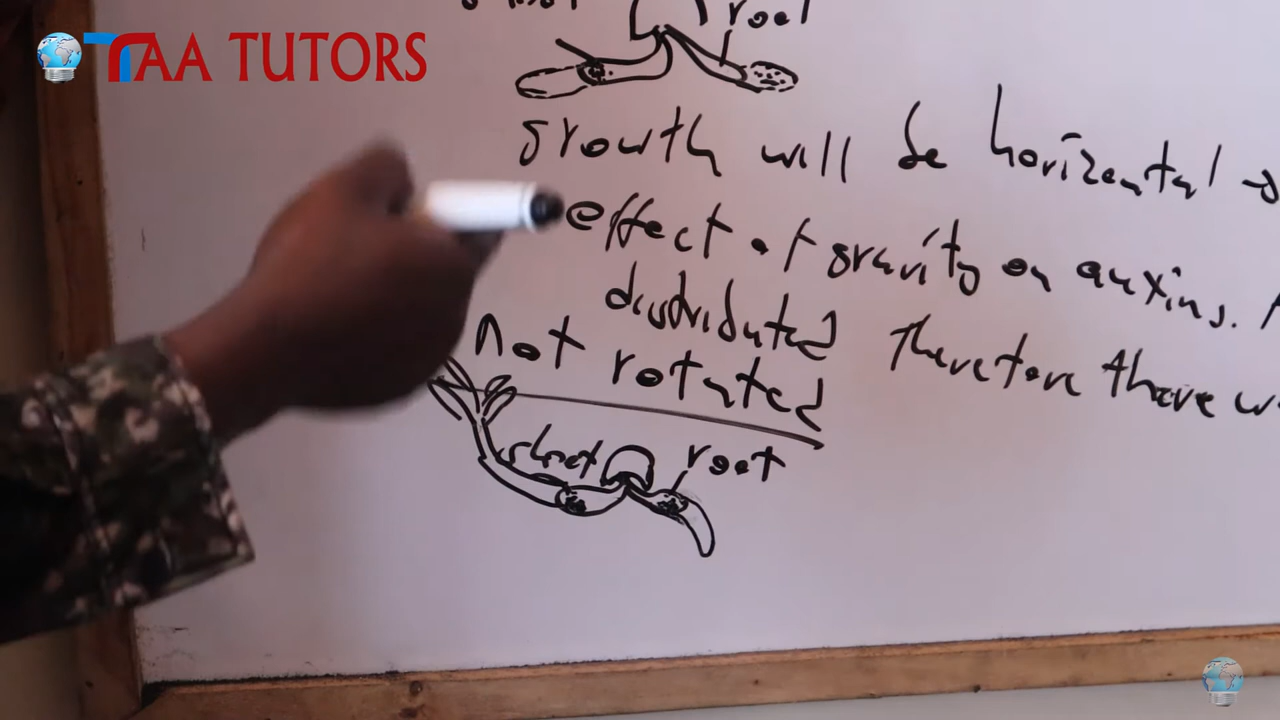 TAA TUTORS
root
growth will be horizontal
effect of gravity on auxins.
distributed Therefore there
not rotated
shoot root